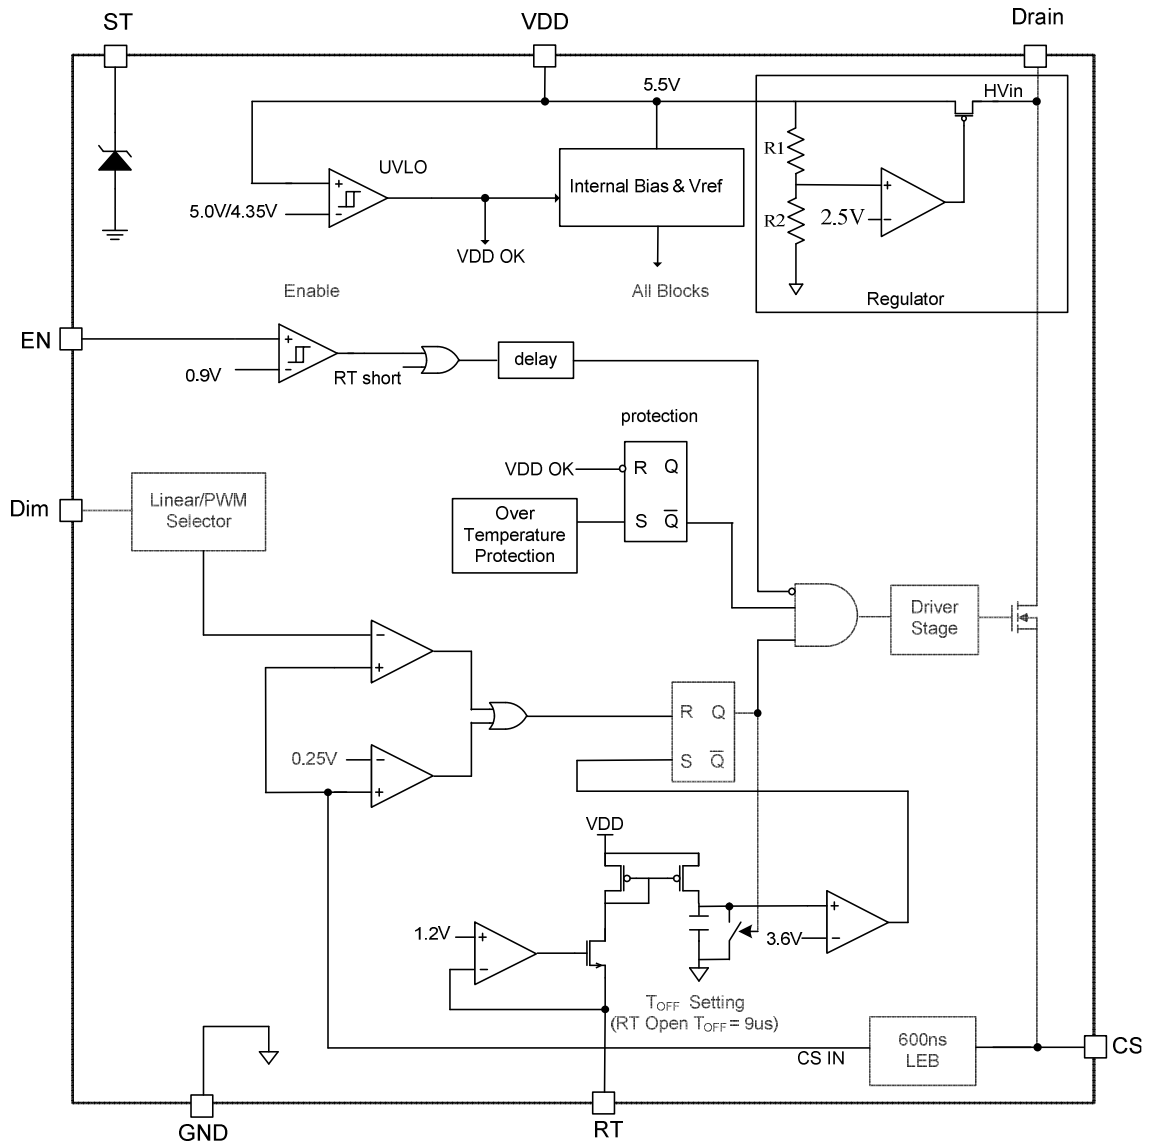 ST
VDD
Drain
5.5V
HVin
R1
UVLO
Internal Bias & Vref
5.0V/4.35V
+
-
R2
2.5V
+
-
VDD OK
Enable
All Blocks
Regulator
EN
+
-
0.9V
RT short
delay
protection
VDD OK
R Q
S Q̅
Over
Temperature
Protection
Dim
Linear/PWM
Selector
Driver
Stage
-
+
R Q
S Q̅
0.25V
-
+
VDD
1.2V
+
-
3.6V
+
-
TOFF Setting
(RT Open TOFF = 9us)
600ns
LEB
CS IN
CS
GND
RT